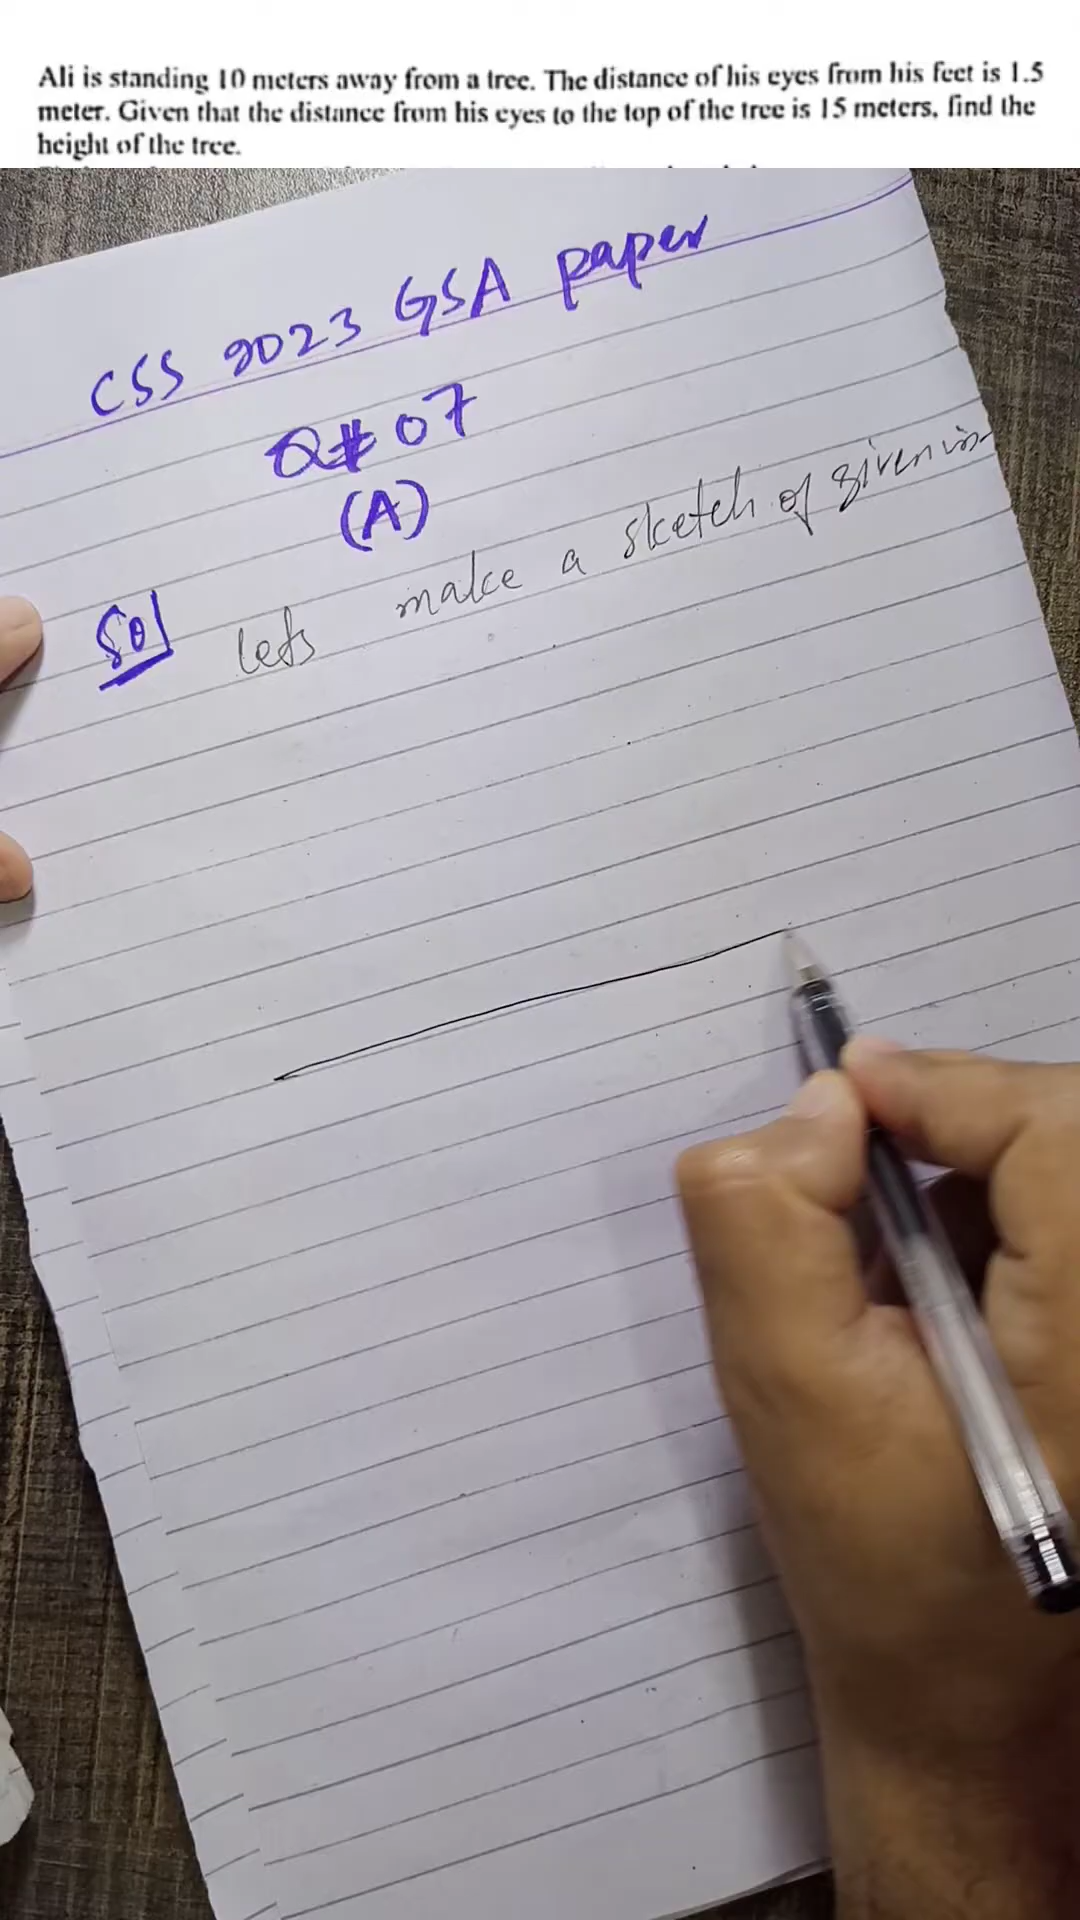 Ali is standing 10 meters away from a tree. The distance of his eyes from his feet is 1.5
meter. Given that the distance from his eyes to the top of the tree is 15 meters, find the
height of the tree.
CSS 2023 GSA paper
Q# 07
(A)
Sol lets make a sketch of given